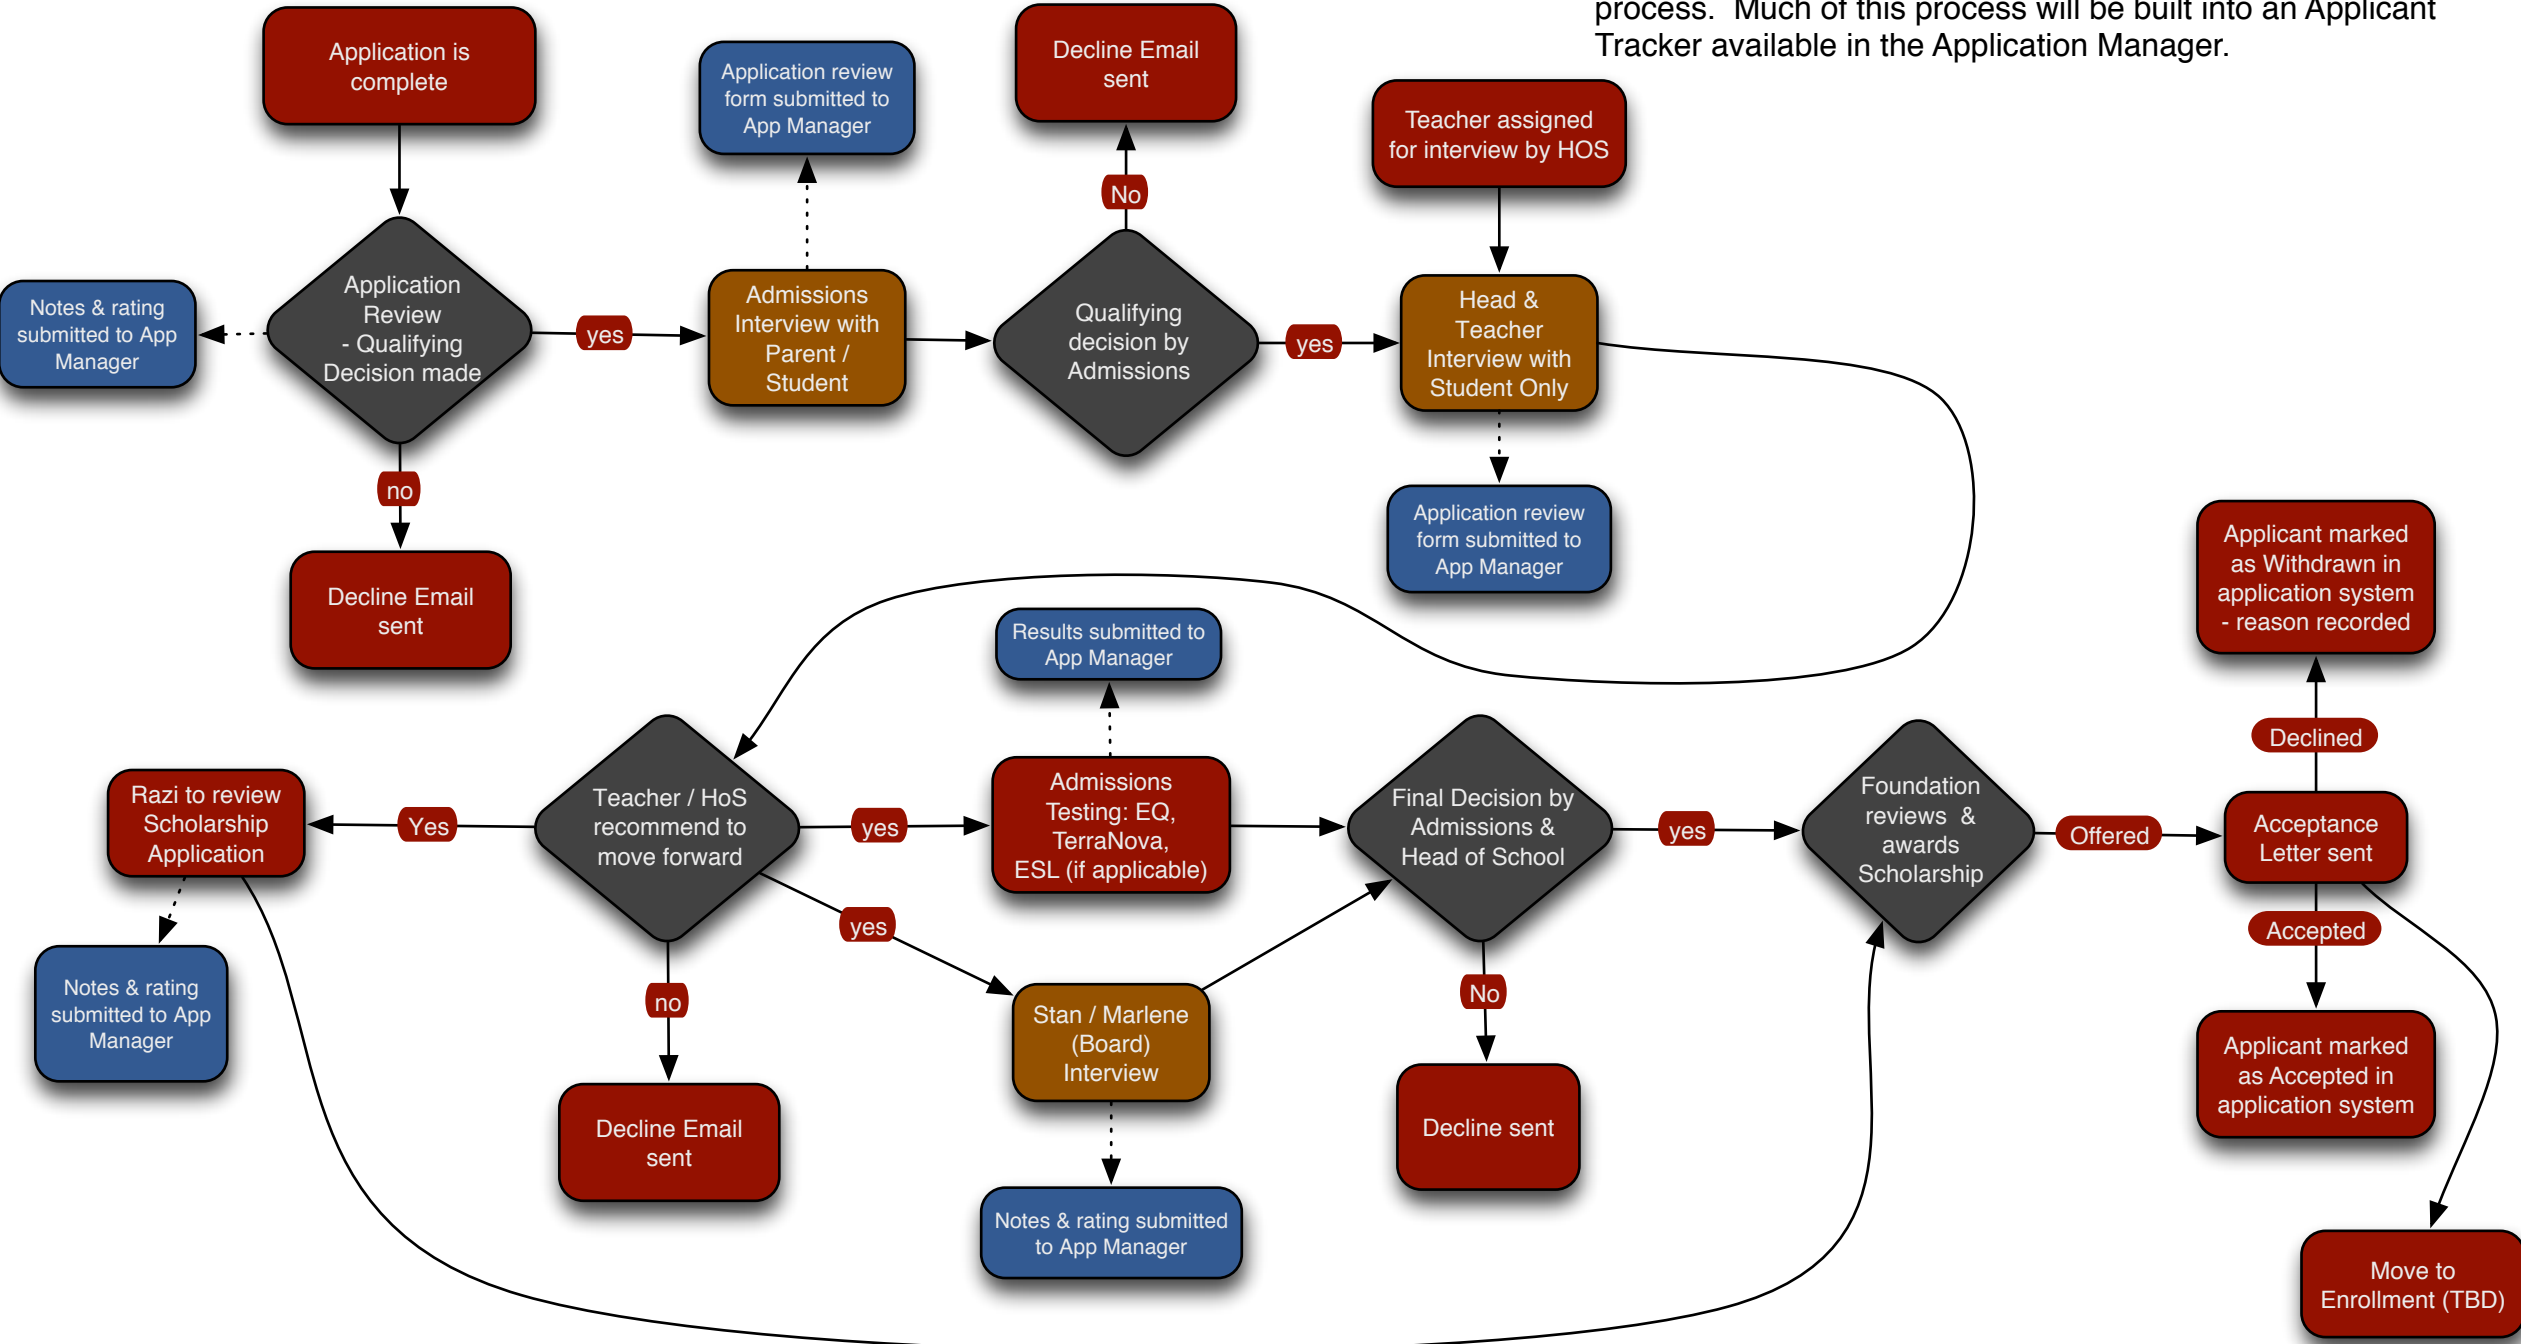 process.  Much of this process will be built into an Applicant
Tracker available in the Application Manager.
Application is
complete
Application review
form submitted to
App Manager
Decline Email
sent
Teacher assigned
for interview by HOS
No
Notes & rating
submitted to App
Manager
Application
Review
- Qualifying
Decision made
yes
Admissions
Interview with
Parent /
Student
Qualifying
decision by
Admissions
yes
Head &
Teacher
Interview with
Student Only
no
Decline Email
sent
Application review
form submitted to
App Manager
Applicant marked
as Withdrawn in
application system
- reason recorded
Results submitted to
App Manager
Declined
Razi to review
Scholarship
Application
Yes
Teacher / HoS
recommend to
move forward
yes
Admissions
Testing: EQ,
TerraNova,
ESL (if applicable)
Final Decision by
Admissions &
Head of School
yes
Foundation
reviews  &
awards
Scholarship
Offered
Acceptance
Letter sent
yes
Accepted
Notes & rating
submitted to App
Manager
no
Stan / Marlene
(Board)
Interview
No
Applicant marked
as Accepted in
application system
Decline Email
sent
Decline sent
Notes & rating submitted
to App Manager
Move to
Enrollment (TBD)